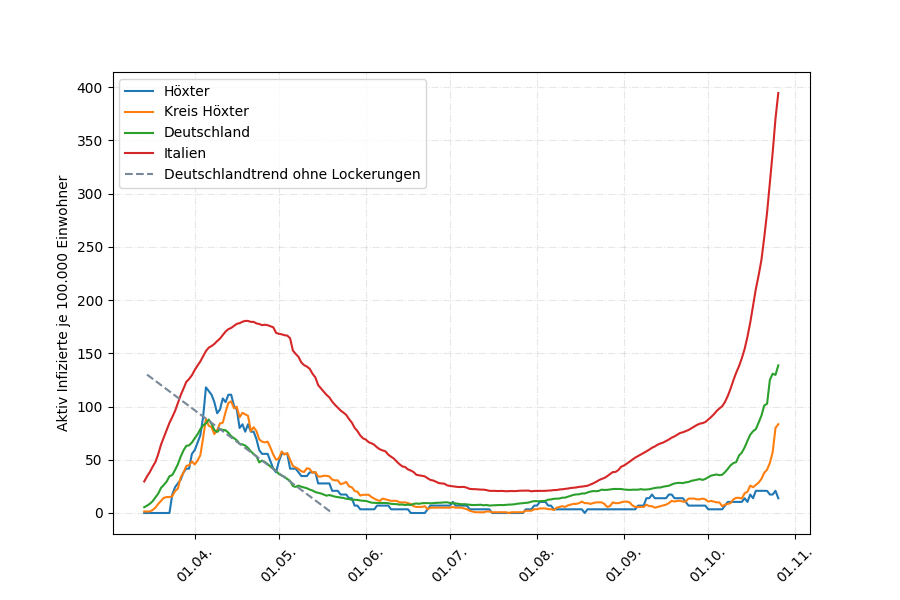 Höxter
Kreis Höxter
Deutschland
Italien
Deutschlandtrend ohne Lockerungen
Aktiv Infizierte je 100.000 Einwohner
400
350
300
250
200
150
100
50
0
01.04.
01.05.
01.06.
01.07.
01.08.
01.09.
01.10.
01.11.